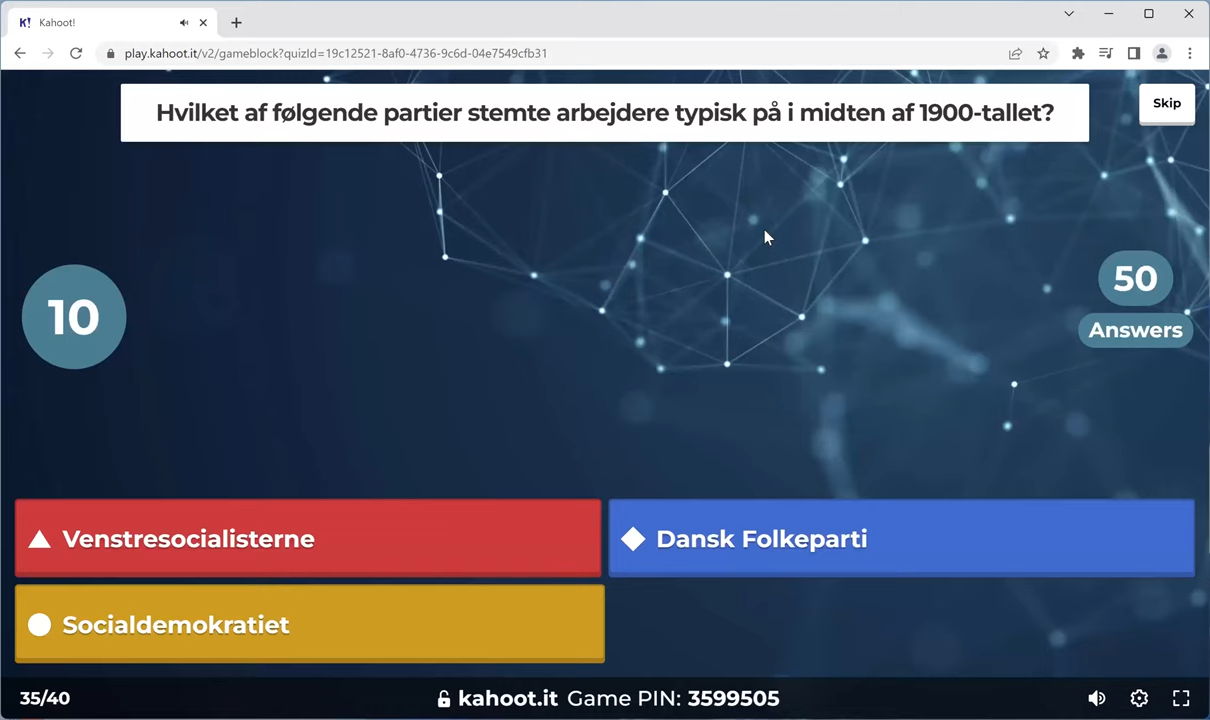 Kahoot!
play.kahoot.it/v2/gameblock?quizId=19c12521-8af0-4736-9c6d-04e7549cfb31
Hvilket af følgende partier stemte arbejdere typisk på i midten af 1900-tallet?
Skip
10
50
Answers
Venstresocialisterne
Dansk Folkeparti
Socialdemokratiet
35/40
kahoot.it Game PIN: 3599505